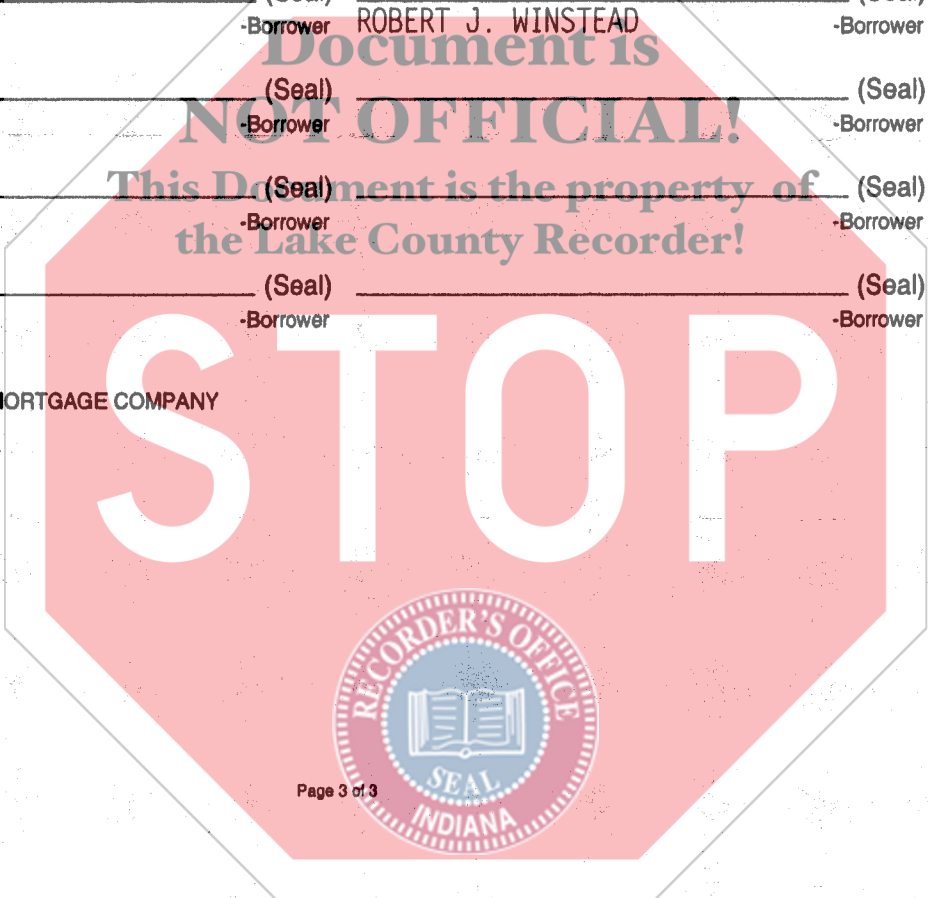 (Seal) (Seal)
-Borrower ROBERT J. WINSTEAD -Borrower
Document is
(Seal) (Seal)
NOT OFFICIAL!
-Borrower -Borrower
This Document is the property of
(Seal) (Seal)
-Borrower -Borrower
the Lake County Recorder!
(Seal) (Seal)
-Borrower -Borrower
STOP
ORTGAGE COMPANY
RECORDER'S OFFICE
SEAL
INDIANA
Page 3 of 3